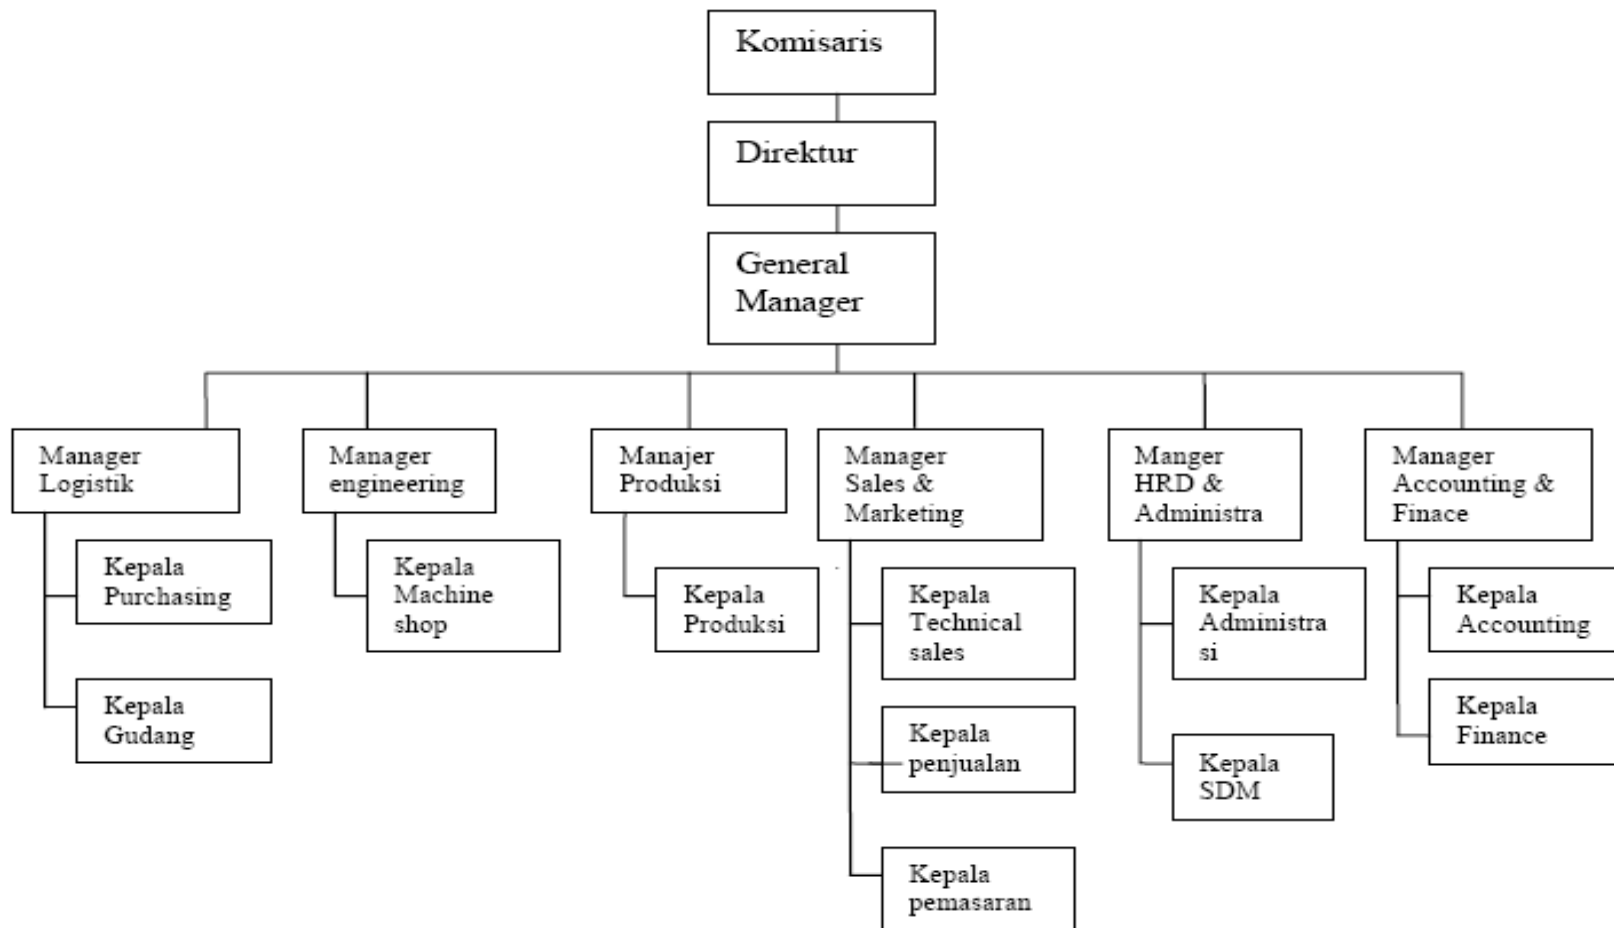 Komisaris
Direktur
General
Manager
Manager
Logistik
Manager
engineering
Manajer
Produksi
Manager
Sales &
Marketing
Manger
HRD &
Administra
Manager
Accounting &
Finace
Kepala
Purchasing
Kepala
Gudang
Kepala
Machine
shop
Kepala
Produksi
Kepala
Technical
sales
Kepala
penjualan
Kepala
pemasaran
Kepala
Administra
si
Kepala
SDM
Kepala
Accounting
Kepala
Finance